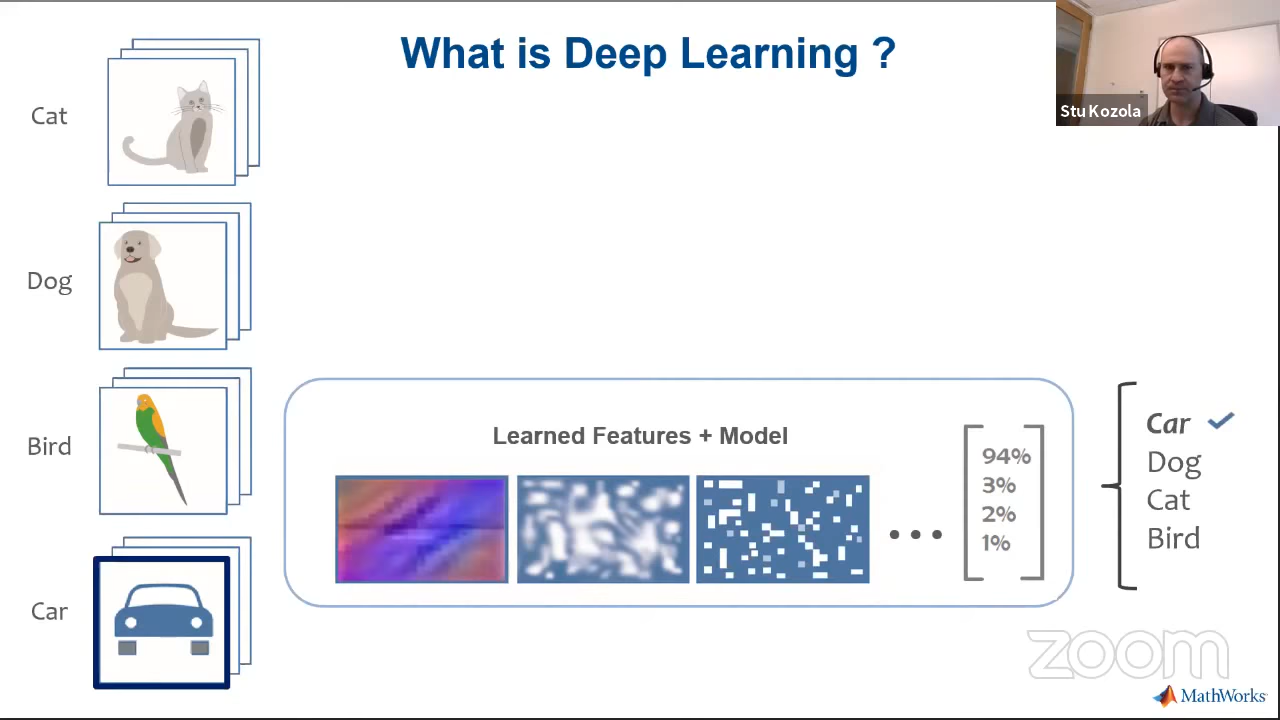 What is Deep Learning ?
Stu Kozola
Cat
Dog
Bird
Car
Learned Features + Model
94%
3%
2%
1%
Car
Dog
Cat
Bird
zoom
MathWorks